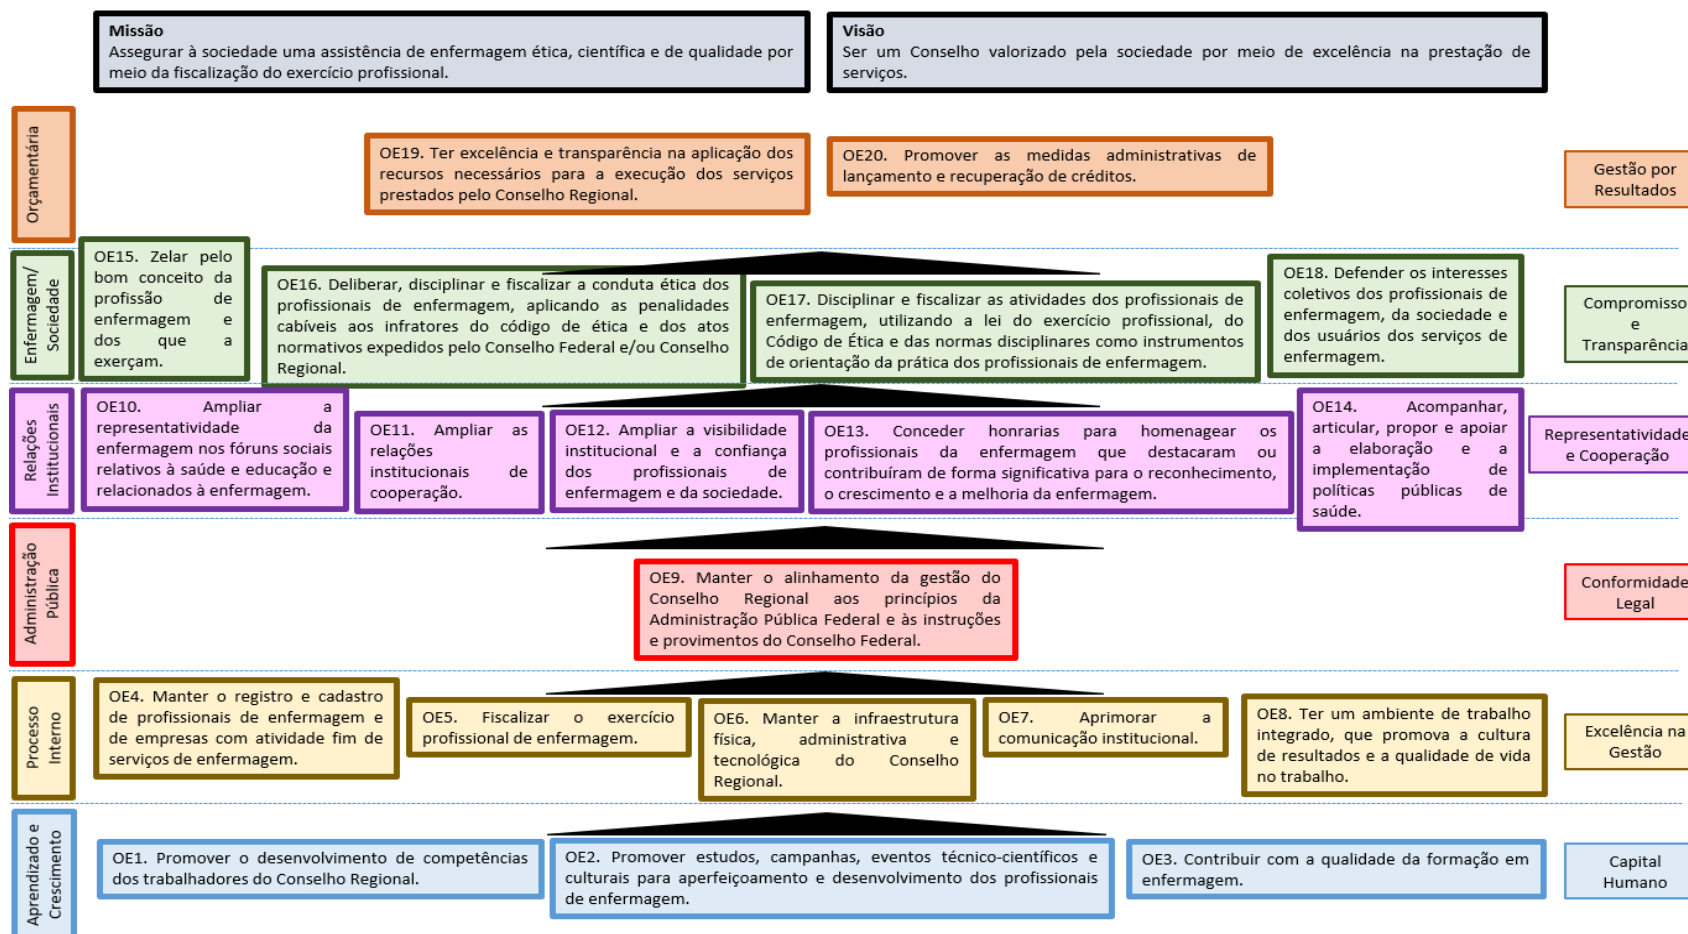 Missão
Assegurar à sociedade uma assistência de enfermagem ética, científica e de qualidade por
meio da fiscalização do exercício profissional.
Visão
Ser um Conselho valorizado pela sociedade por meio de excelência na prestação de
serviços.
Orçamentária
OE19. Ter excelência e transparência na aplicação dos
recursos necessários para a execução dos serviços
prestados pelo Conselho Regional.
OE20. Promover as medidas administrativas de
lançamento e recuperação de créditos.
Gestão por
Resultados
Enfermagem/
Sociedade
OE15. Zelar pelo
bom conceito da
profissão de
enfermagem e
dos que a
exerçam.
OE16. Deliberar, disciplinar e fiscalizar a conduta ética dos
profissionais de enfermagem, aplicando as penalidades
cabíveis aos infratores do código de ética e dos atos
normativos expedidos pelo Conselho Federal e/ou Conselho
Regional.
OE17. Disciplinar e fiscalizar as atividades dos profissionais de
enfermagem, utilizando a lei do exercício profissional, do
Código de Ética e das normas disciplinares como instrumentos
de orientação da prática dos profissionais de enfermagem.
OE18. Defender os interesses
coletivos dos profissionais de
enfermagem, da sociedade e
dos usuários dos serviços de
enfermagem.
Compromisso
e
Transparência
Relações
Institucionais
OE10. Ampliar a
representatividade da
enfermagem nos fóruns sociais
relativos à saúde e educação e
relacionados à enfermagem.
OE11. Ampliar as
relações
institucionais de
cooperação.
OE12. Ampliar a visibilidade
institucional e a confiança
dos profissionais de
enfermagem e da sociedade.
OE13. Conceder honrarias para homenagear os
profissionais da enfermagem que destacaram ou
contribuíram de forma significativa para o reconhecimento,
o crescimento e a melhoria da enfermagem.
OE14. Acompanhar,
articular, propor e apoiar
a elaboração e a
implementação de
políticas públicas de
saúde.
Representatividade
e Cooperação
Administração
Pública
OE9. Manter o alinhamento da gestão do
Conselho Regional aos princípios da
Administração Pública Federal e às instruções
e provimentos do Conselho Federal.
Conformidade
Legal
Processo
Interno
OE4. Manter o registro e cadastro
de profissionais de enfermagem e
de empresas com atividade fim de
serviços de enfermagem.
OE5. Fiscalizar o exercício
profissional de enfermagem.
OE6. Manter a infraestrutura
física, administrativa e
tecnológica do Conselho
Regional.
OE7. Aprimorar a
comunicação institucional.
OE8. Ter um ambiente de trabalho
integrado, que promova a cultura
de resultados e a qualidade de vida
no trabalho.
Excelência na
Gestão
Aprendizado e
Crescimento
OE1. Promover o desenvolvimento de competências
dos trabalhadores do Conselho Regional.
OE2. Promover estudos, campanhas, eventos técnico-científicos e
culturais para aperfeiçoamento e desenvolvimento dos profissionais
de enfermagem.
OE3. Contribuir com a qualidade da formação em
enfermagem.
Capital
Humano